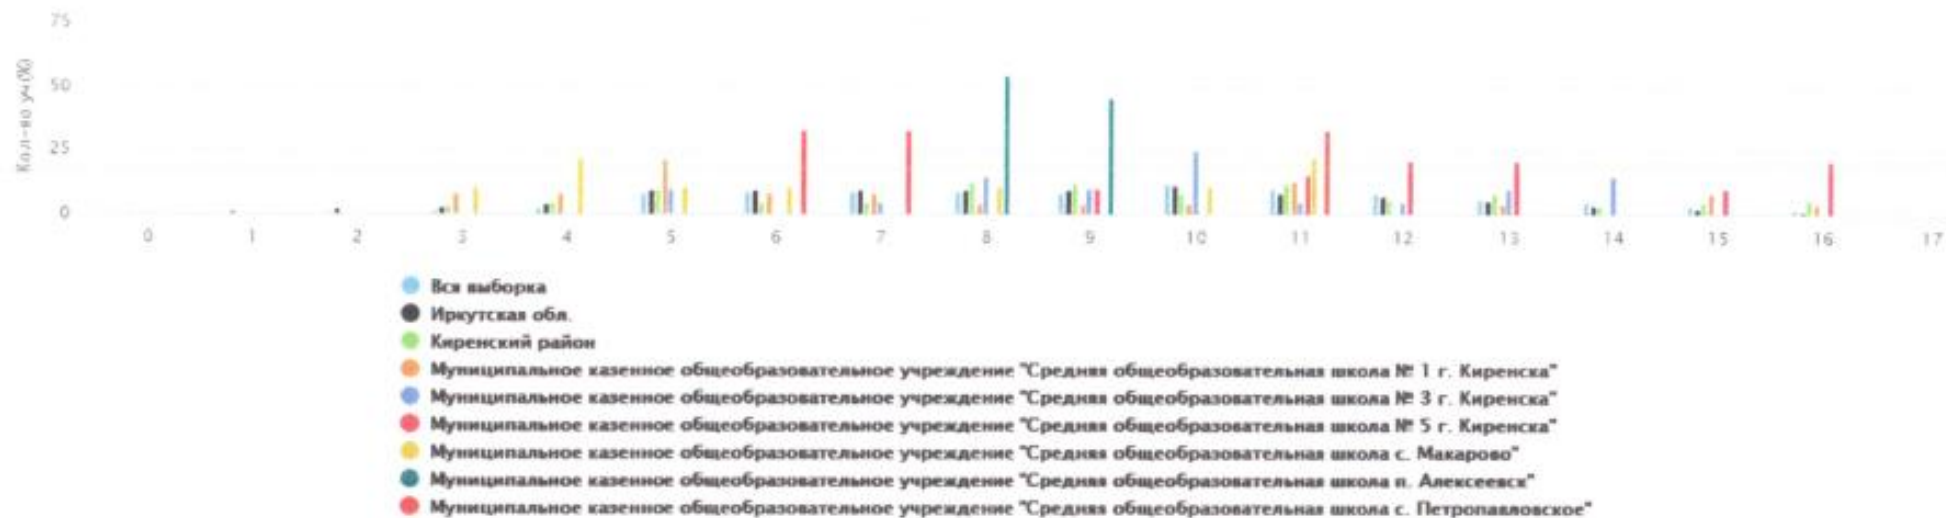 75
50
25
0
Кол-во уч(%)
0 1 2 3 4 5 6 7 8 9 10 11 12 13 14 15 16 17
Вся выборка
Иркутская обл.
Киренский район
Муниципальное казенное общеобразовательное учреждение "Средняя общеобразовательная школа № 1 г. Киренска"
Муниципальное казенное общеобразовательное учреждение "Средняя общеобразовательная школа № 3 г. Киренска"
Муниципальное казенное общеобразовательное учреждение "Средняя общеобразовательная школа № 5 г. Киренска"
Муниципальное казенное общеобразовательное учреждение "Средняя общеобразовательная школа с. Макарово"
Муниципальное казенное общеобразовательное учреждение "Средняя общеобразовательная школа п. Алексеевск"
Муниципальное казенное общеобразовательное учреждение "Средняя общеобразовательная школа с. Петропавловское"